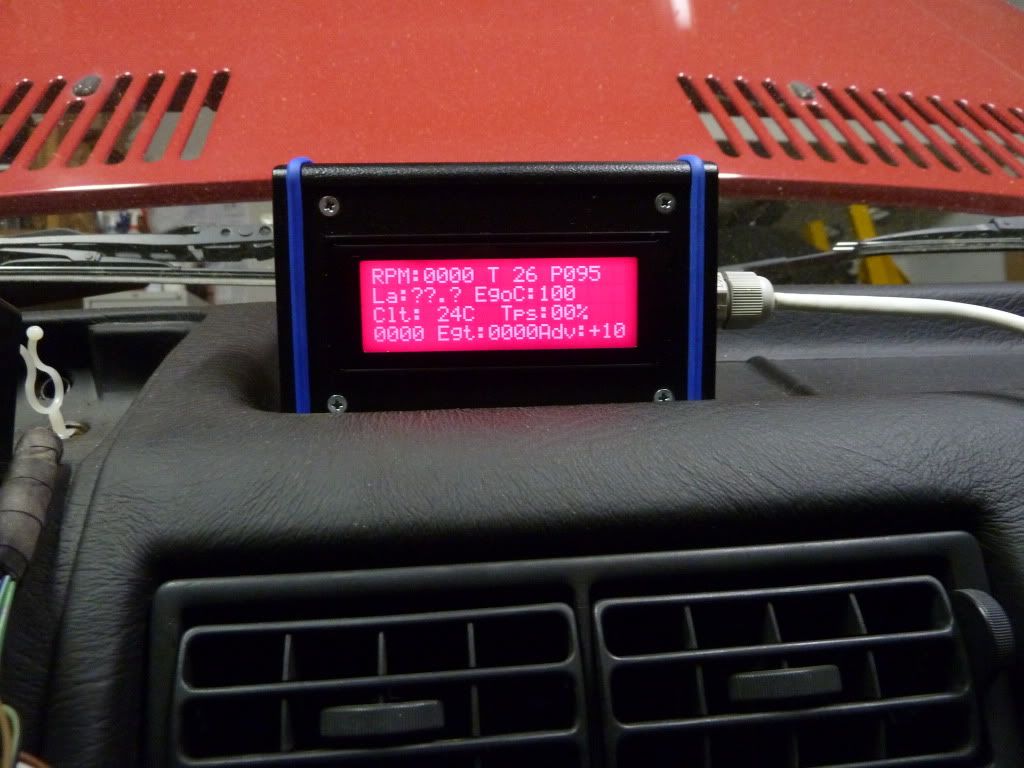 RPM:0000 T 26 P095
La:??.? EgoC:100
Clt: 24C  Tps:00%
0000 Egt:0000Adv:+10